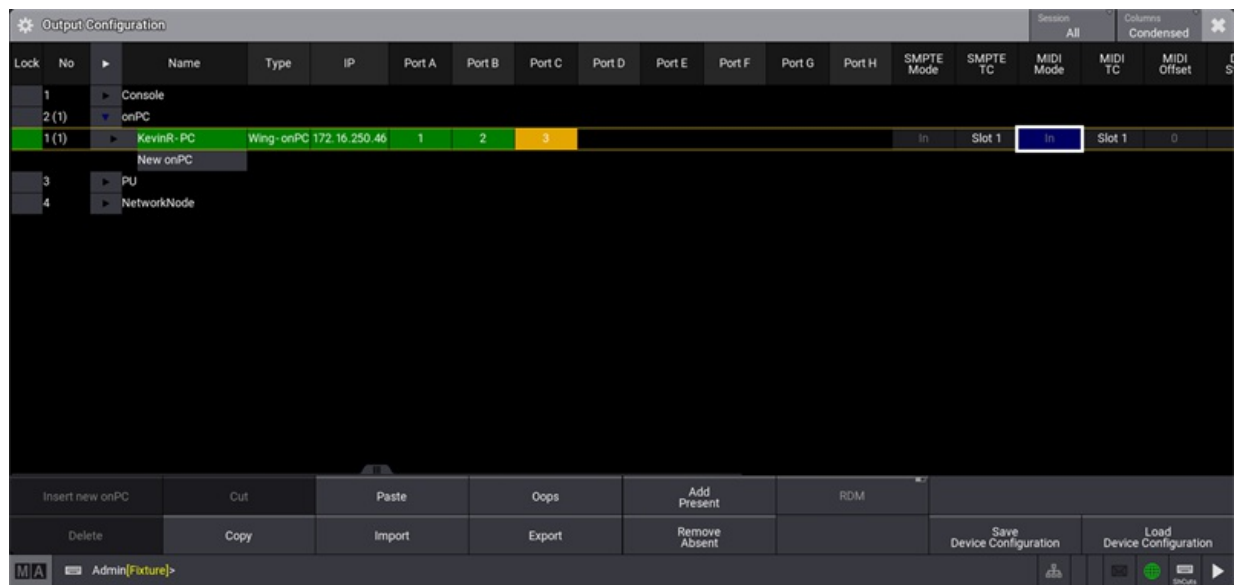 Output Configuration
Session
All
Columns
Condensed
Lock No Name Type IP Port A Port B Port C Port D Port E Port F Port G Port H SMPTE Mode SMPTE TC MIDI Mode MIDI TC MIDI Offset
1 Console
2 (1) onPC
1 (1) KevinR-PC Wing-onPC 172.16.250.46 1 2 3 In Slot 1 In Slot 1 0
New onPC
3 PU
4 NetworkNode
Insert new onPC Cut Paste Oops Add Present RDM
Delete Copy Import Export Remove Absent Save Device Configuration Load Device Configuration
MA Admin[Fixture]>
ShCuts